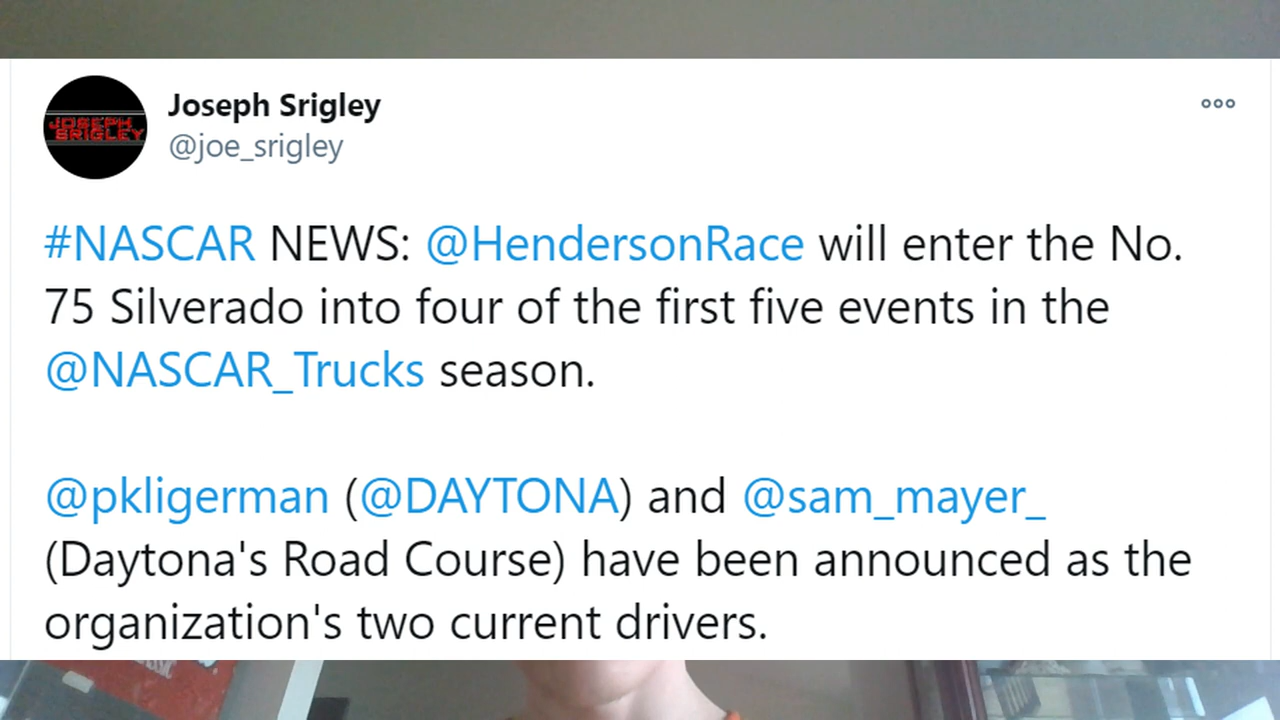 JOSEPH
SRIGLEY
Joseph Srigley
@joe_srigley
#NASCAR NEWS: @HendersonRace will enter the No.
75 Silverado into four of the first five events in the
@NASCAR_Trucks season.
@pkligerman (@DAYTONA) and @sam_mayer_
(Daytona's Road Course) have been announced as the
organization's two current drivers.